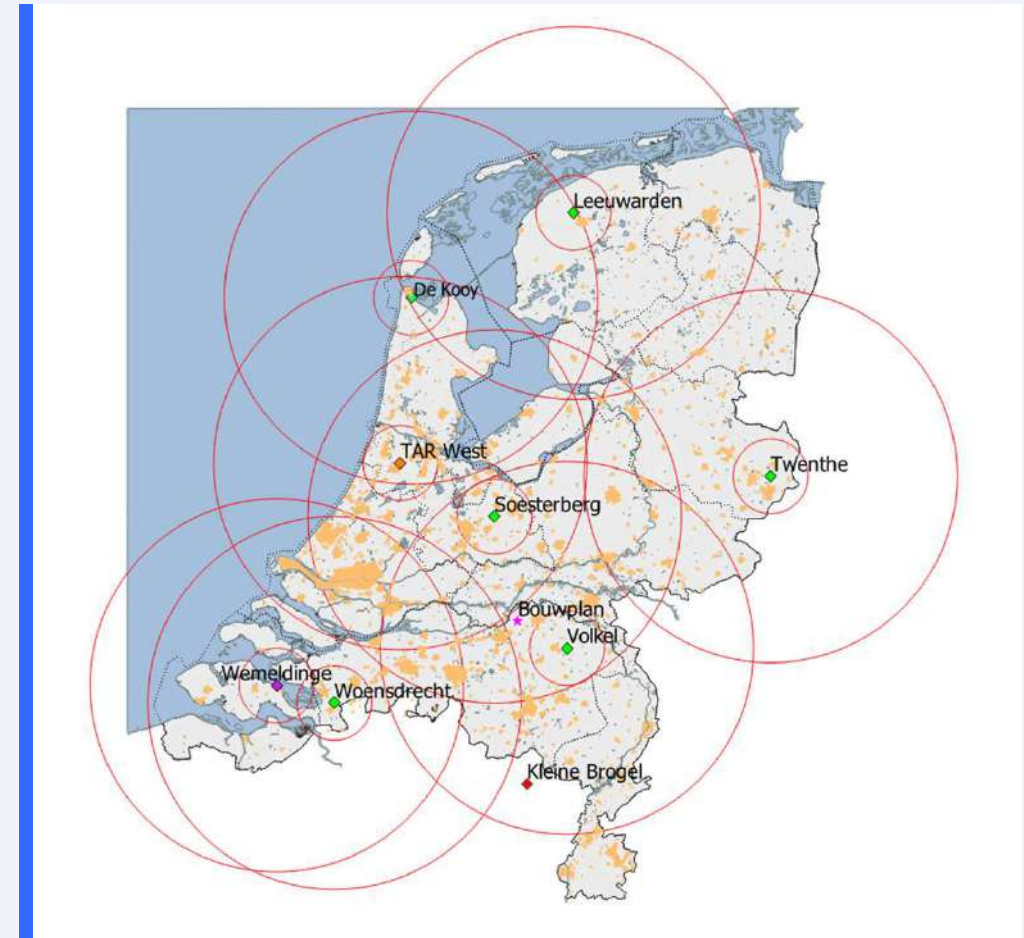 Leeuwarden
De Kooy
TAR West
Twenthe
Soesterberg
Bouwplan
Volkel
Wemeldinge
Woensdrecht
Kleine Brogel